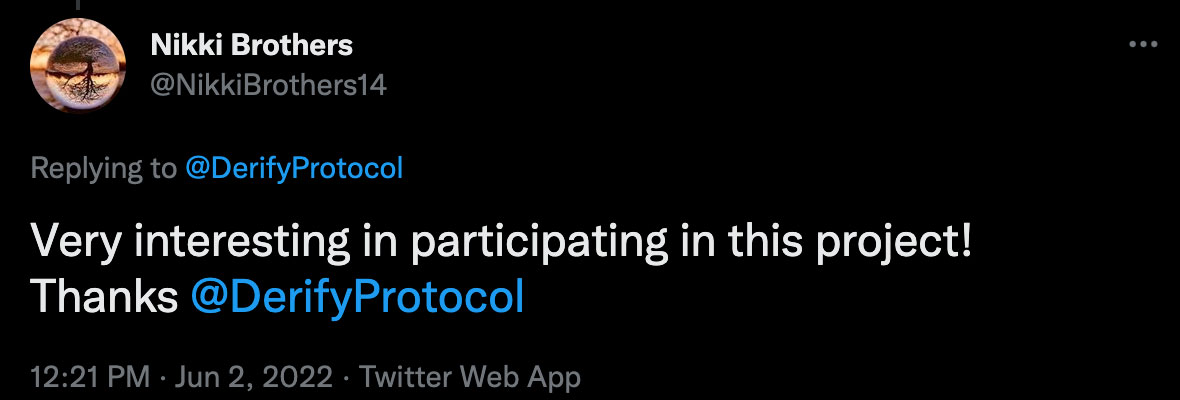 Nikki Brothers
@NikkiBrothers14
Replying to @DerifyProtocol
Very interesting in participating in this project!
Thanks @DerifyProtocol
12:21 PM · Jun 2, 2022 · Twitter Web App